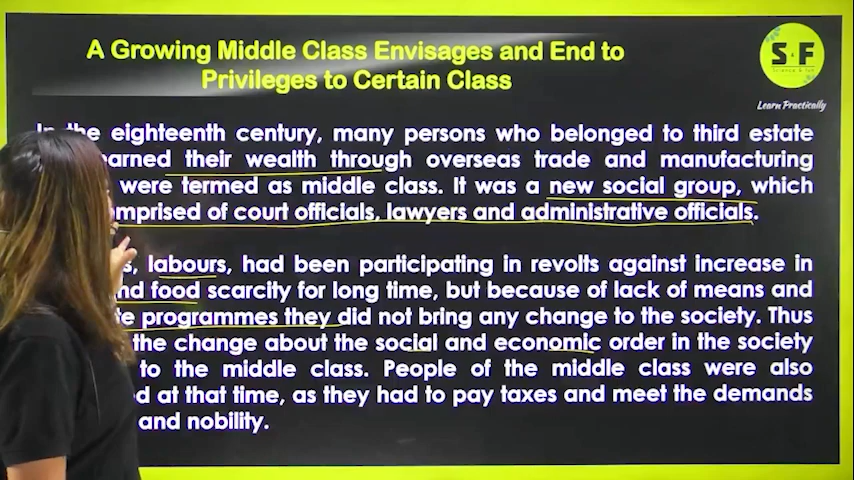 A Growing Middle Class Envisages and End to
Privileges to Certain Class
S F
Science & Fun
Learn Practically
In the eighteenth century, many persons who belonged to third estate
earned their wealth through overseas trade and manufacturing
were termed as middle class. It was a new social group, which
comprised of court officials, lawyers and administrative officials.
labours, had been participating in revolts against increase in
and food scarcity for long time, but because of lack of means and
programmes they did not bring any change to the society. Thus
the change about the social and economic order in the society
to the middle class. People of the middle class were also
at that time, as they had to pay taxes and meet the demands
and nobility.